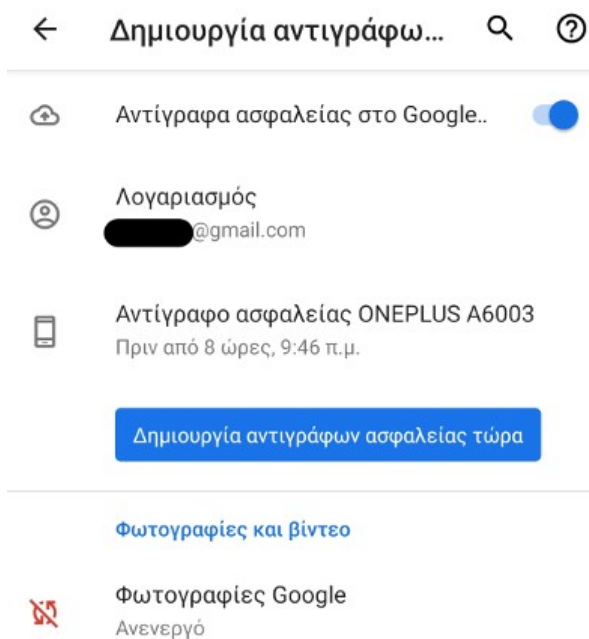 Δημιουργία αντιγράφω...
Αντίγραφα ασφαλείας στο Google..
Λογαριασμός
@gmail.com
Αντίγραφο ασφαλείας ONEPLUS A6003
Πριν από 8 ώρες, 9:46 π.μ.
Δημιουργία αντιγράφων ασφαλείας τώρα
Φωτογραφίες και βίντεο
Φωτογραφίες Google
Ανενεργό